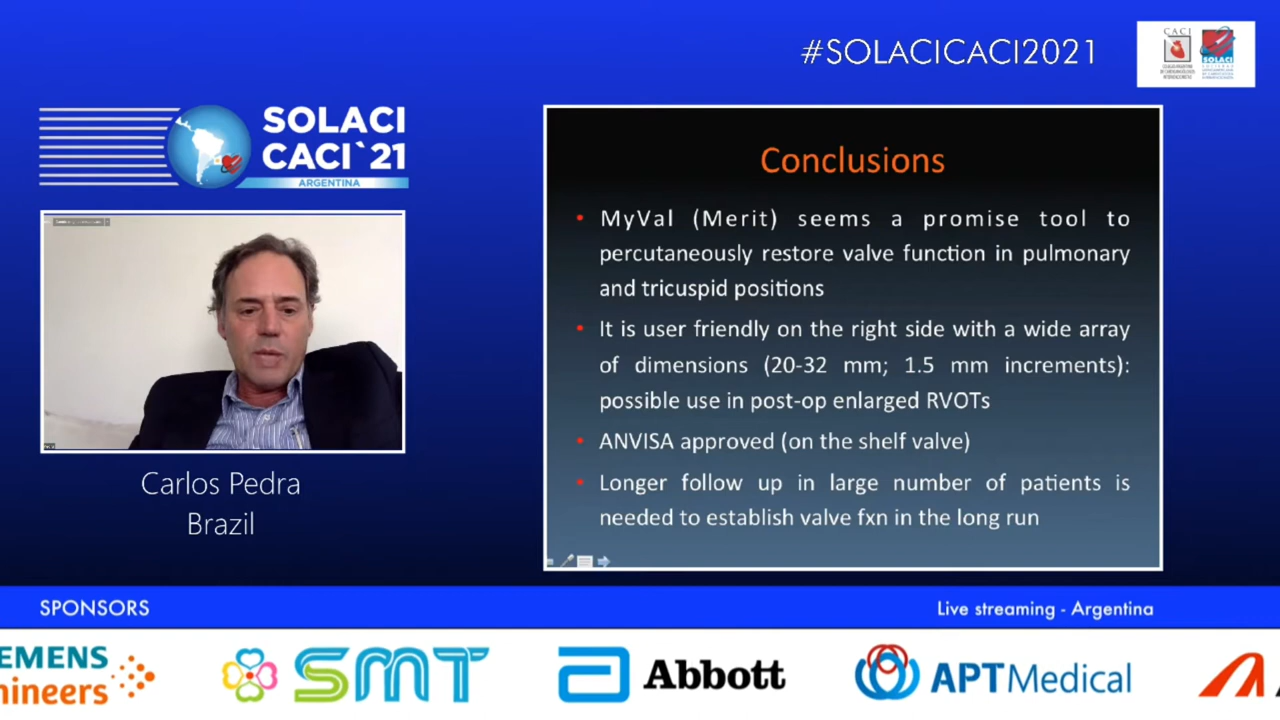 #SOLACICACI2021
CACI
SOLACI
SOLACI
CACI`21
ARGENTINA
Carlos Pedra
Brazil
Conclusions
• MyVal (Merit) seems a promise tool to
percutaneously restore valve function in pulmonary
and tricuspid positions
• It is user friendly on the right side with a wide array
of dimensions (20-32 mm; 1.5 mm increments):
possible use in post-op enlarged RVOTs
• ANVISA approved (on the shelf valve)
• Longer follow up in large number of patients is
needed to establish valve fxn in the long run
SPONSORS
Live streaming - Argentina
EMENS
hineers
SMT
Abbott
APTMedical